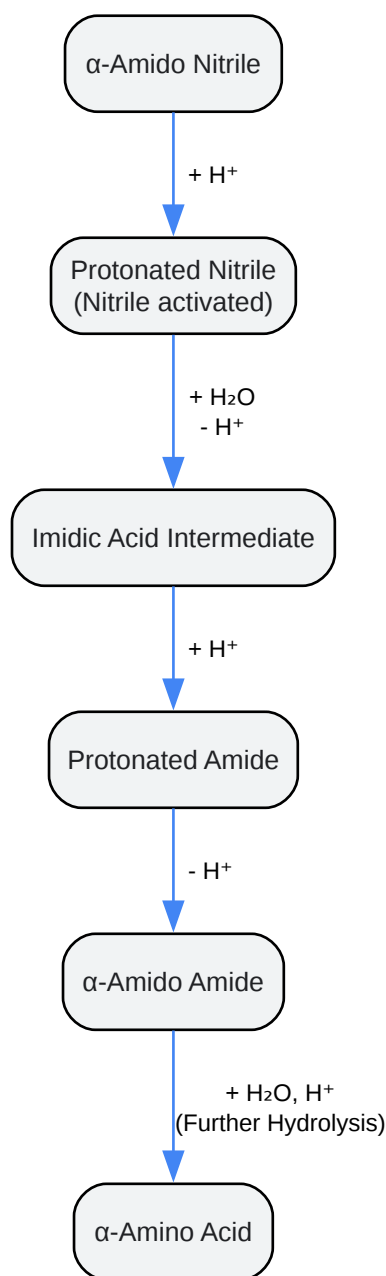 α-Amido Nitrile
+ H⁺
Protonated Nitrile
(Nitrile activated)
+ H₂O
- H⁺
Imidic Acid Intermediate
+ H⁺
Protonated Amide
- H⁺
α-Amido Amide
+ H₂O, H⁺
(Further Hydrolysis)
α-Amino Acid